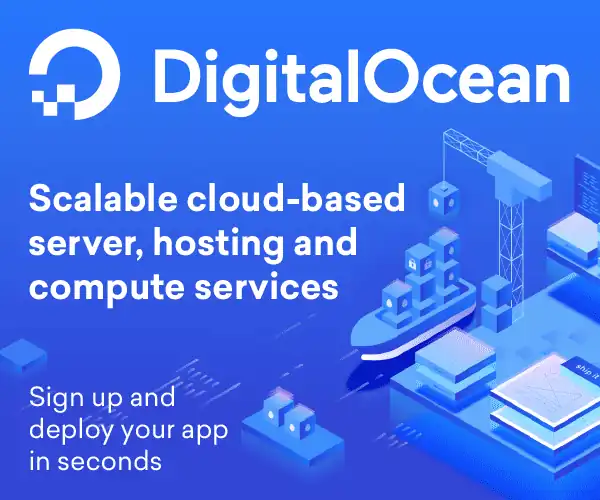 DigitalOcean
Scalable cloud-based
server, hosting and
compute services
ship it
Sign up and
deploy your app
in seconds